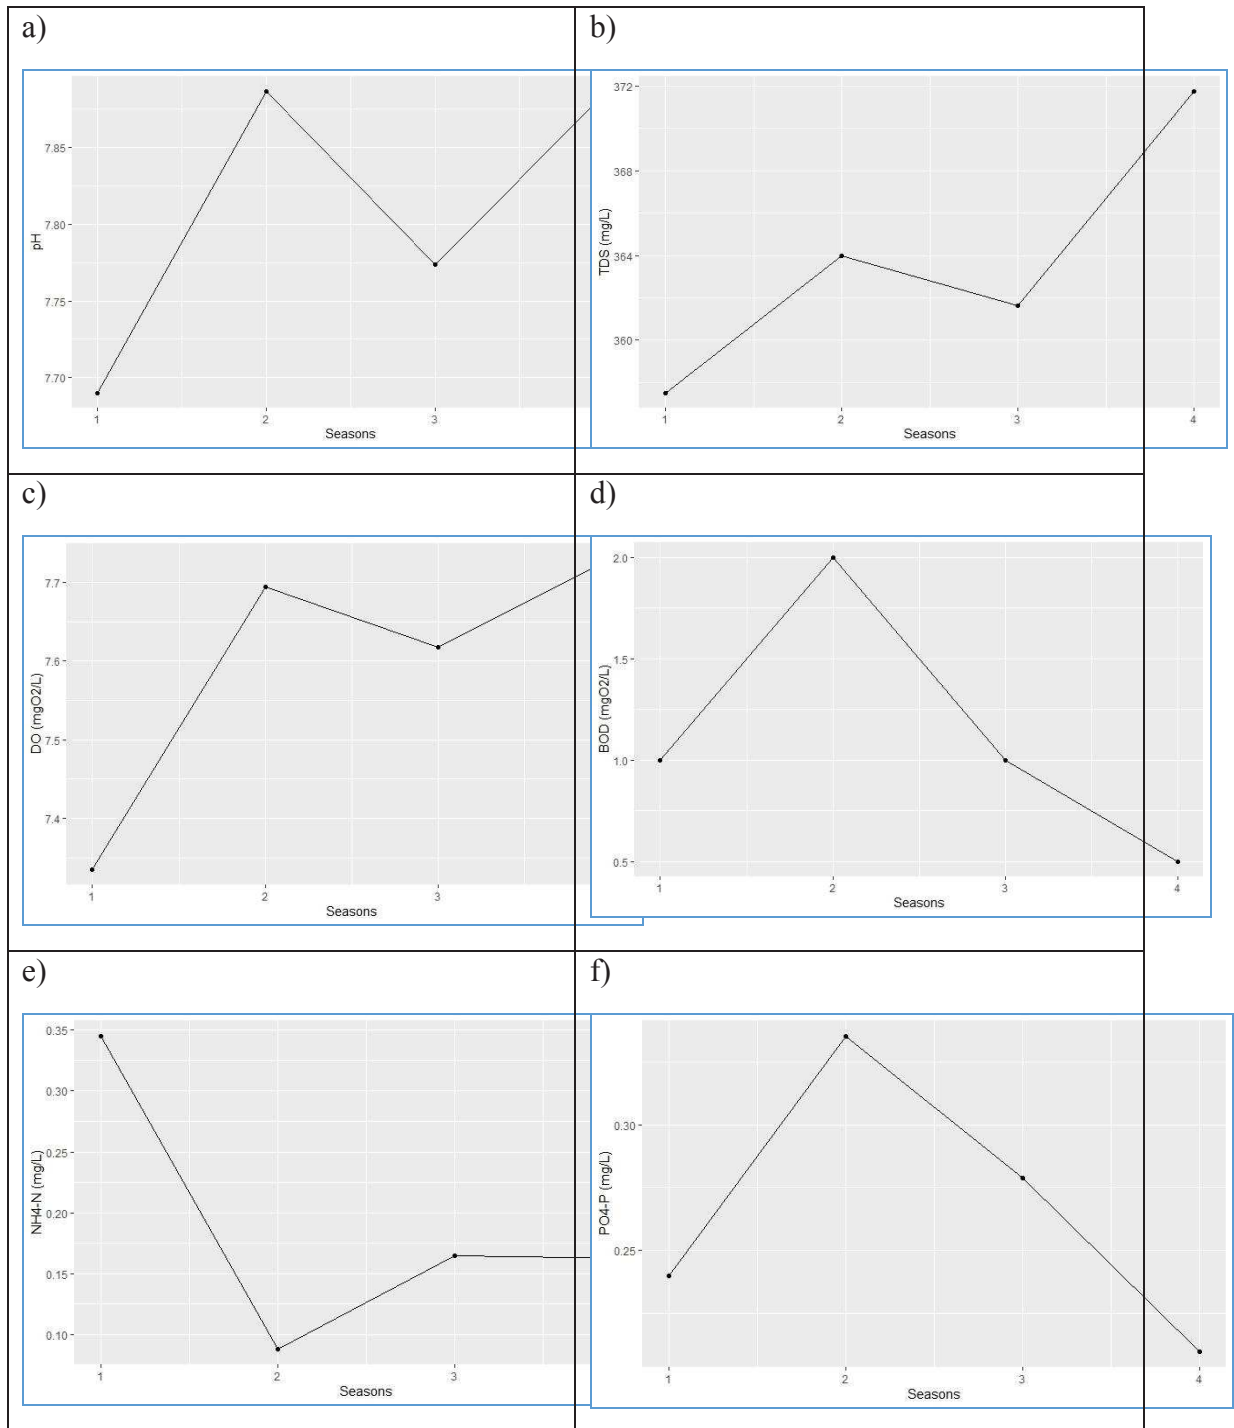 a)
pH
7.85
7.80
7.75
7.70
1 2 3
Seasons
b)
TDS (mg/L)
372
368
364
360
1 2 3 4
Seasons
c)
DO (mgO2/L)
7.7
7.6
7.5
7.4
1 2 3
Seasons
d)
BOD (mgO2/L)
2.0
1.5
1.0
0.5
1 2 3 4
Seasons
e)
NH4-N (mg/L)
0.35
0.30
0.25
0.20
0.15
0.10
1 2 3
Seasons
f)
PO4-P (mg/L)
0.30
0.25
1 2 3 4
Seasons